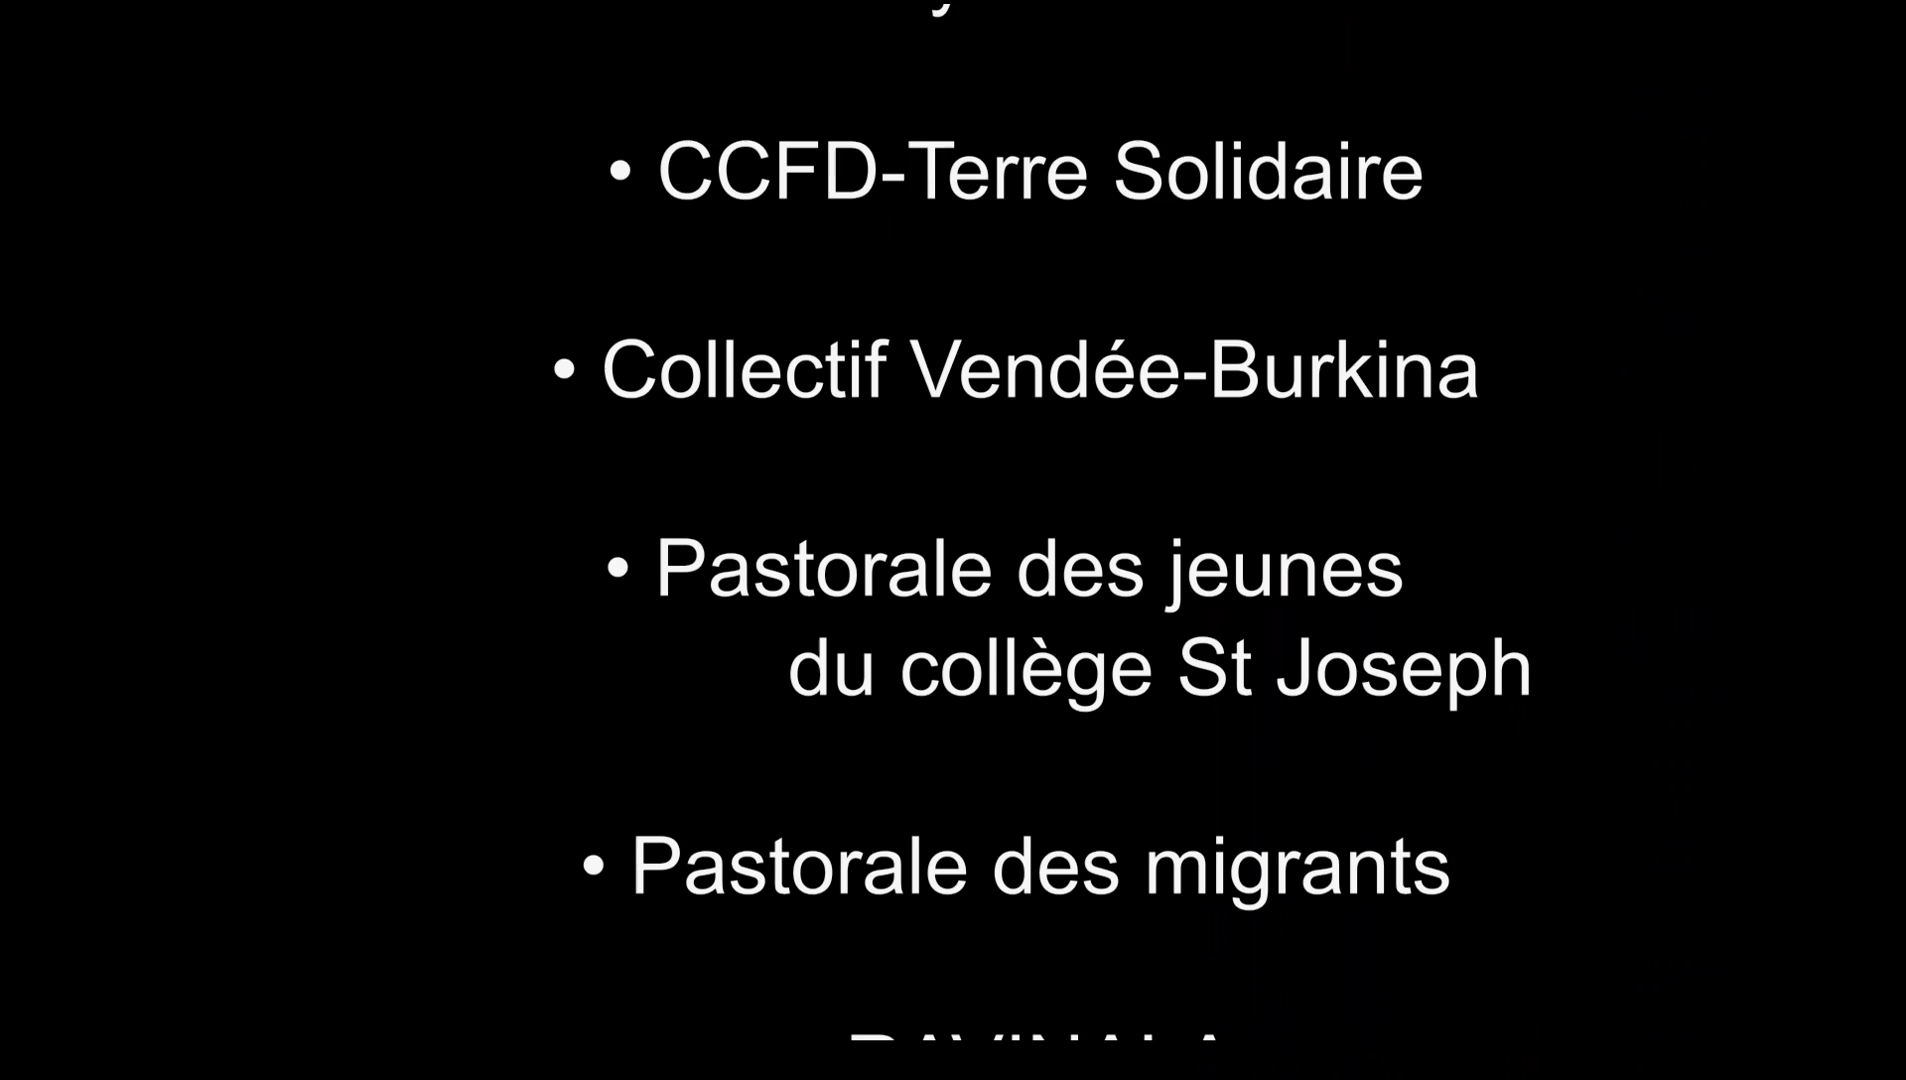 • CCFD-Terre Solidaire
• Collectif Vendée-Burkina
• Pastorale des jeunes
du collège St Joseph
• Pastorale des migrants